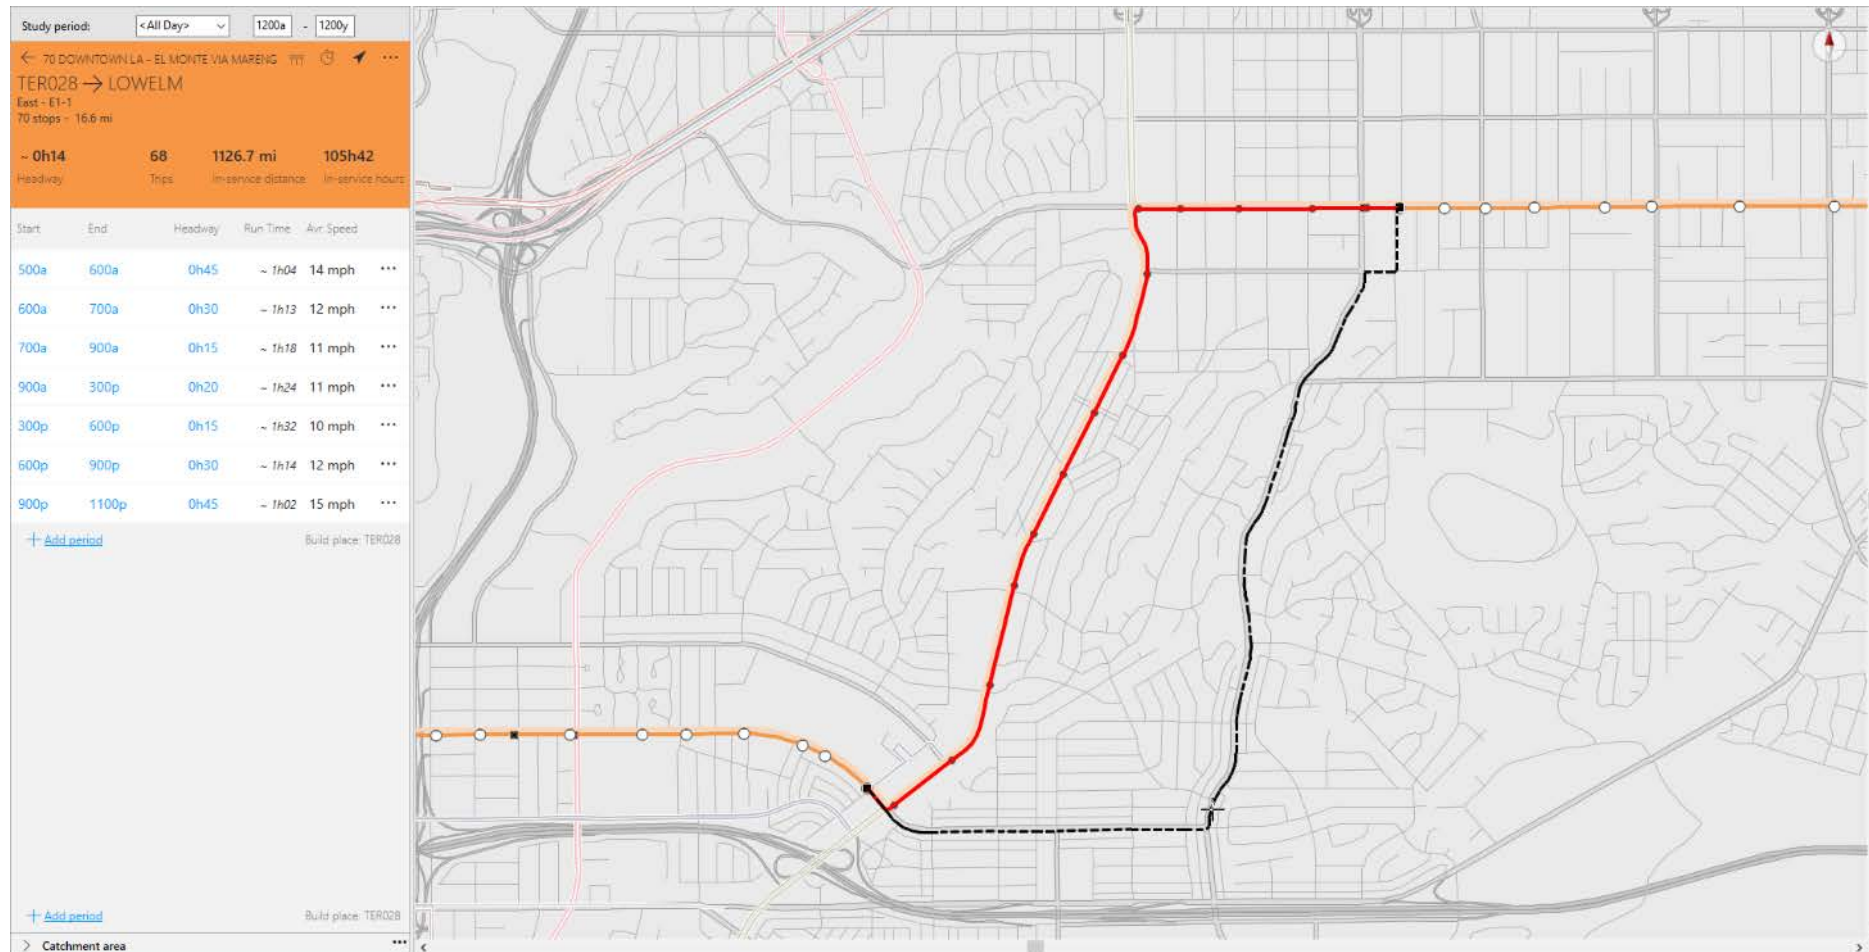 Study period: <All Day> 1200a - 1200y
70 DOWNTOWN LA - EL MONTE VIA MARENG
TER028 → LOWELM
East - E1-1
70 stops - 16.6 mi
~ 0h14 68 1126.7 mi 105h42
Headway Trips In-service distance In-service hours
Start End Headway Run Time Avr Speed
500a 600a 0h45 ~ 1h04 14 mph ...
600a 700a 0h30 ~ 1h13 12 mph ...
700a 900a 0h15 ~ 1h18 11 mph ...
900a 300p 0h20 ~ 1h24 11 mph ...
300p 600p 0h15 ~ 1h32 10 mph ...
600p 900p 0h30 ~ 1h14 12 mph ...
900p 1100p 0h45 ~ 1h02 15 mph ...
+ Add period Build place: TER028
+ Add period Build place: TER028
> Catchment area ...